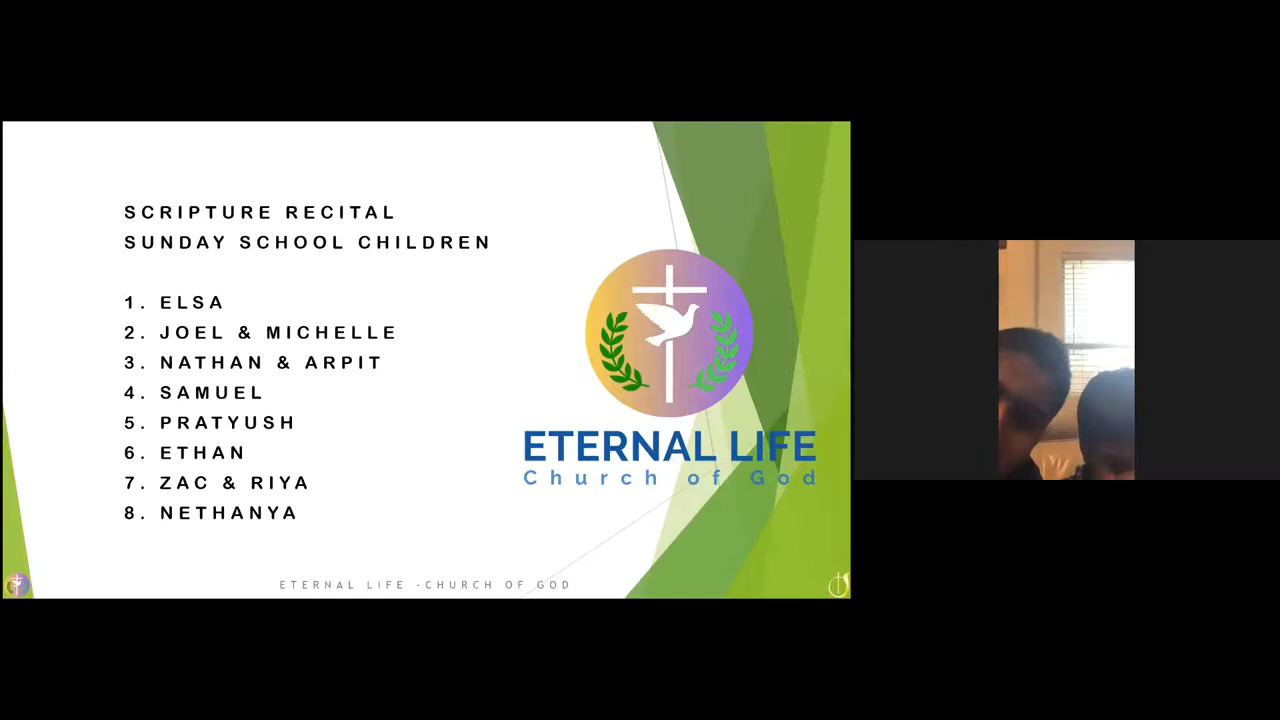 SCRIPTURE RECITAL
SUNDAY SCHOOL CHILDREN
1. ELSA
2. JOEL & MICHELLE
3. NATHAN & ARPIT
4. SAMUEL
5. PRATYUSH
6. ETHAN
7. ZAC & RIYA
8. NETHANYA
ETERNAL LIFE
Church of God
ETERNAL LIFE -CHURCH OF GOD